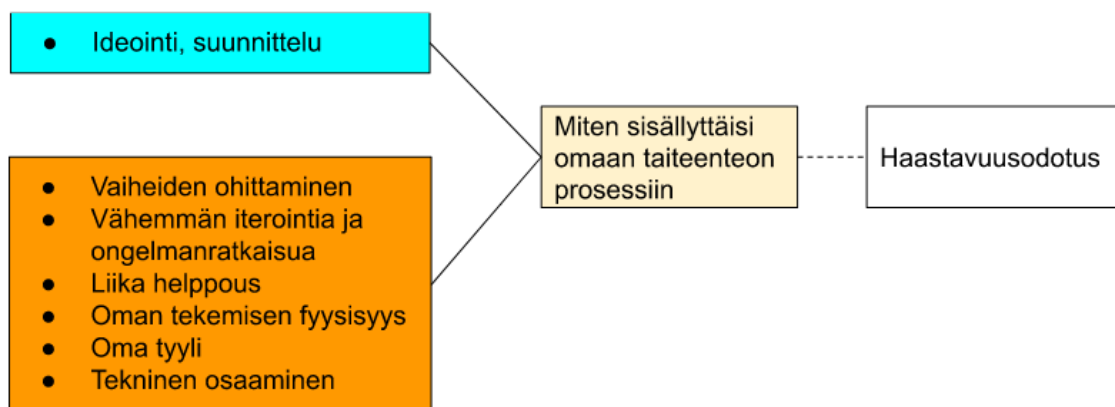 ● Ideointi, suunnittelu
● Vaiheiden ohittaminen
● Vähemmän iterointia ja
ongelmanratkaisua
● Liika helppous
● Oman tekemisen fyysisyys
● Oma tyyli
● Tekninen osaaminen
Miten sisällyttäisi
omaan taiteenteon
prosessiin
Haastavuusodotus